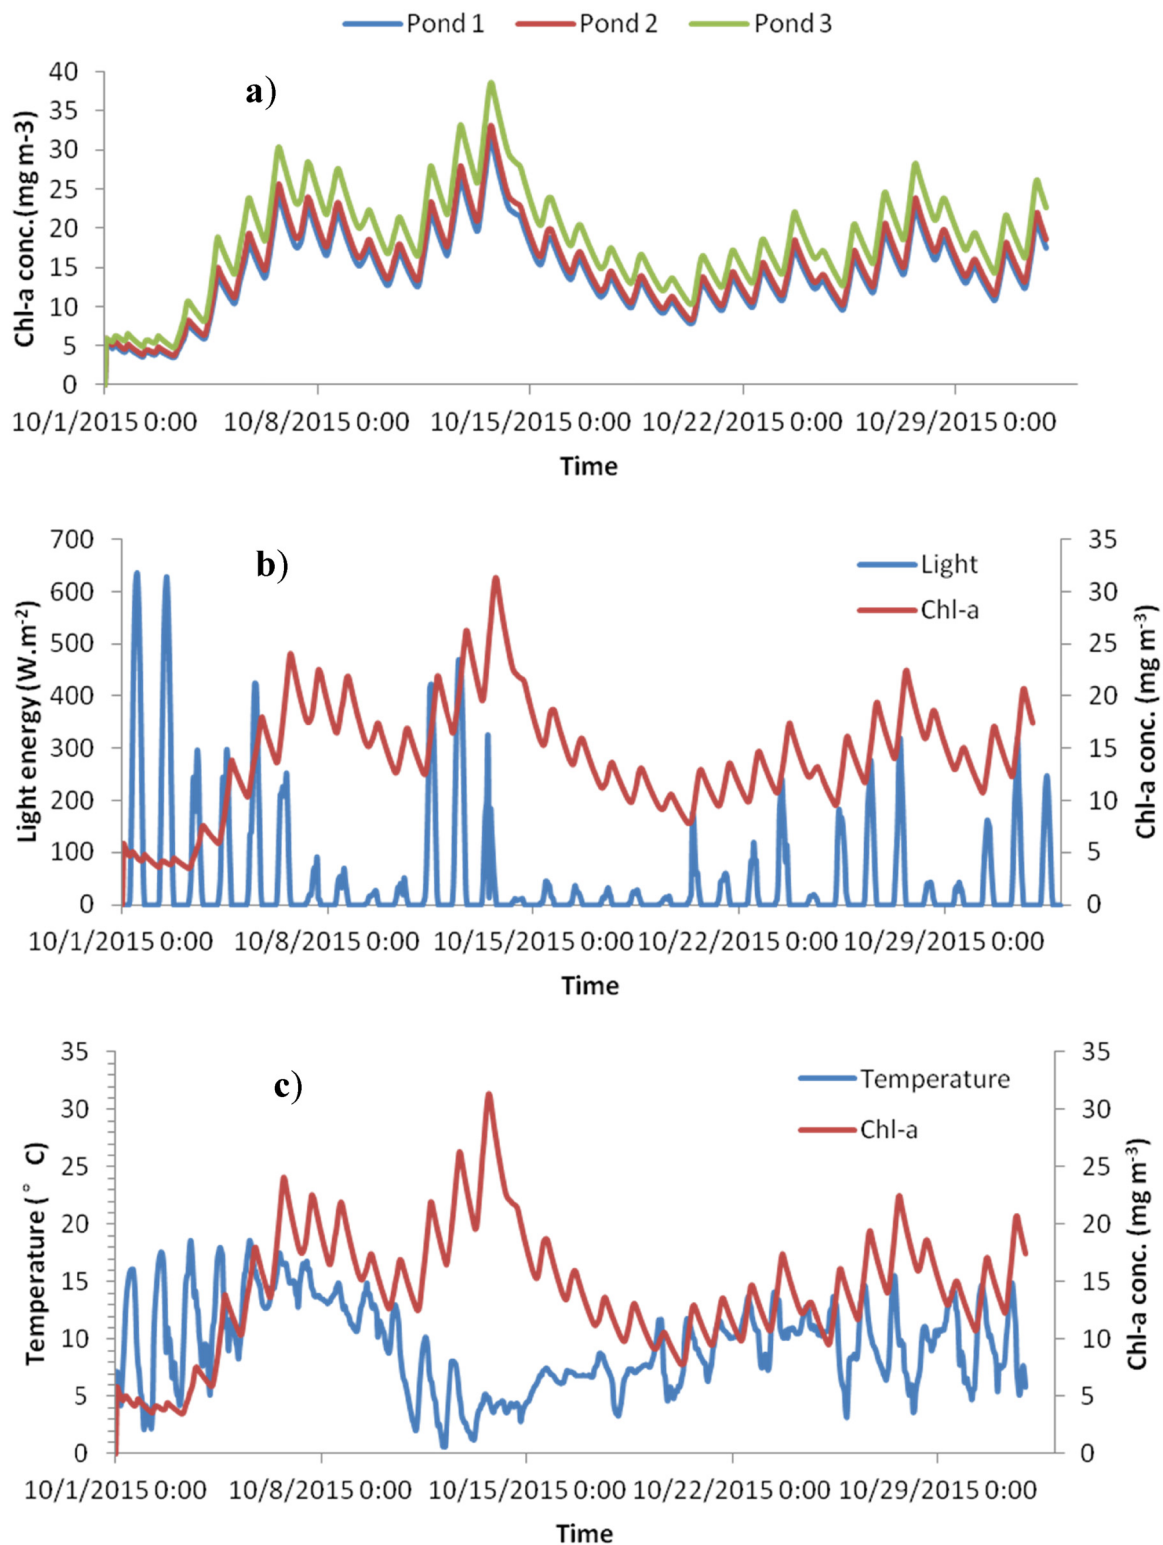 Pond 1 Pond 2 Pond 3
a)
Chl-a conc.(mg m-3)
40
35
30
25
20
15
10
5
0
10/1/2015 0:00 10/8/2015 0:00 10/15/2015 0:00 10/22/2015 0:00 10/29/2015 0:00
Time
b)
Light energy (W.m-2)
700
600
500
400
300
200
100
0
Light
Chl-a
35
30
25
20
15
10
5
0
Chl-a conc. (mg m-3)
10/1/2015 0:00 10/8/2015 0:00 10/15/2015 0:00 10/22/2015 0:00 10/29/2015 0:00
Time
c)
Temperature (° C)
35
30
25
20
15
10
5
0
Temperature
Chl-a
35
30
25
20
15
10
5
0
Chl-a conc. (mg m-3)
10/1/2015 0:00 10/8/2015 0:00 10/15/2015 0:00 10/22/2015 0:00 10/29/2015 0:00
Time